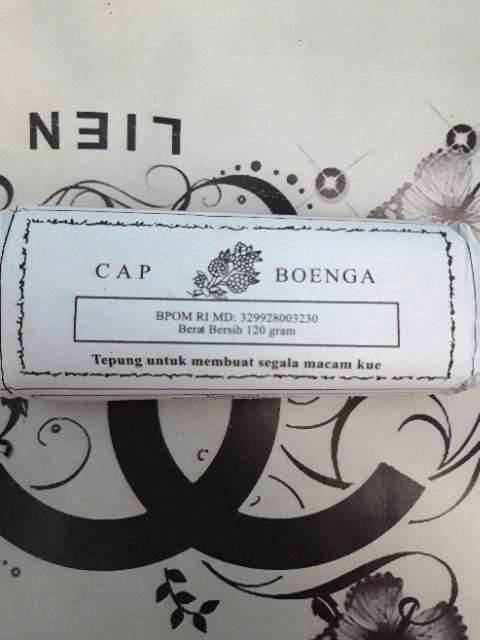 LIEN
CAP BOENGA
BPOM RI MD: 329928003230
Berat Bersih 120 gram
Tepung untuk membuat segala macam kue